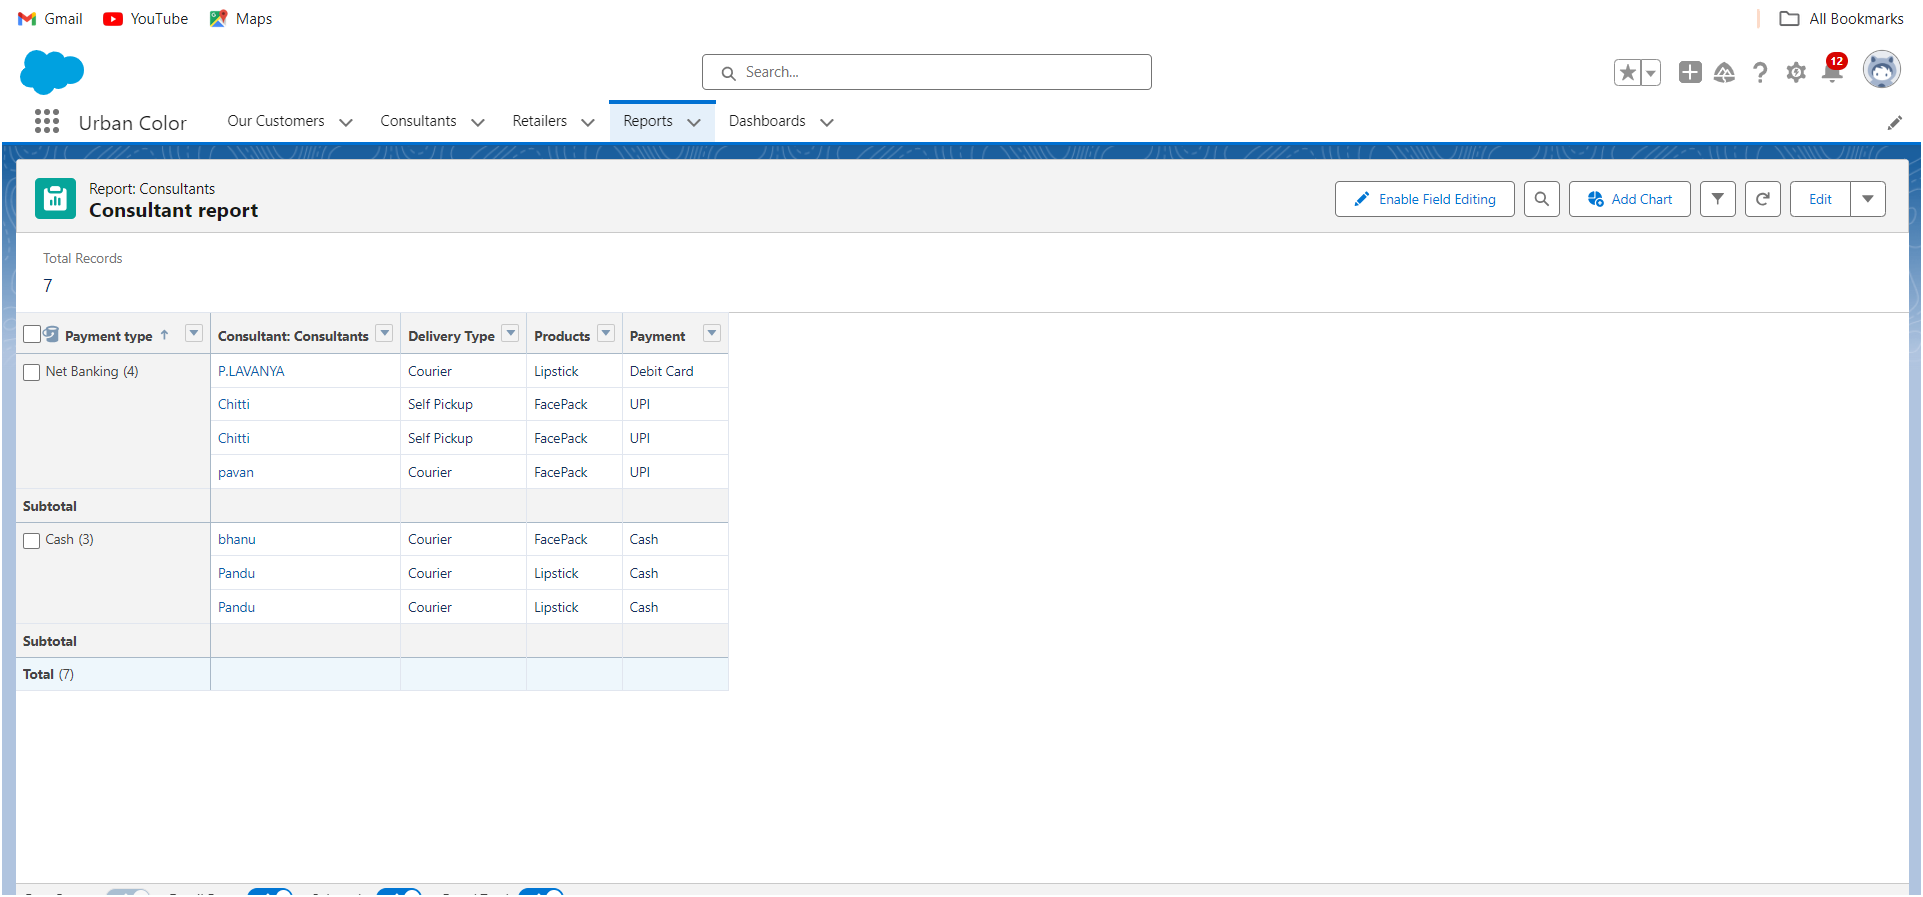 Gmail YouTube Maps All Bookmarks
Search...
12
Urban Color Our Customers Consultants Retailers Reports Dashboards
Report: Consultants
Consultant report
Enable Field Editing Add Chart Edit
Total Records
7
Payment type ↑ Consultant: Consultants Delivery Type Products Payment
Net Banking (4) P.LAVANYA Courier Lipstick Debit Card
Chitti Self Pickup FacePack UPI
Chitti Self Pickup FacePack UPI
pavan Courier FacePack UPI
Subtotal
Cash (3) bhanu Courier FacePack Cash
Pandu Courier Lipstick Cash
Pandu Courier Lipstick Cash
Subtotal
Total (7)